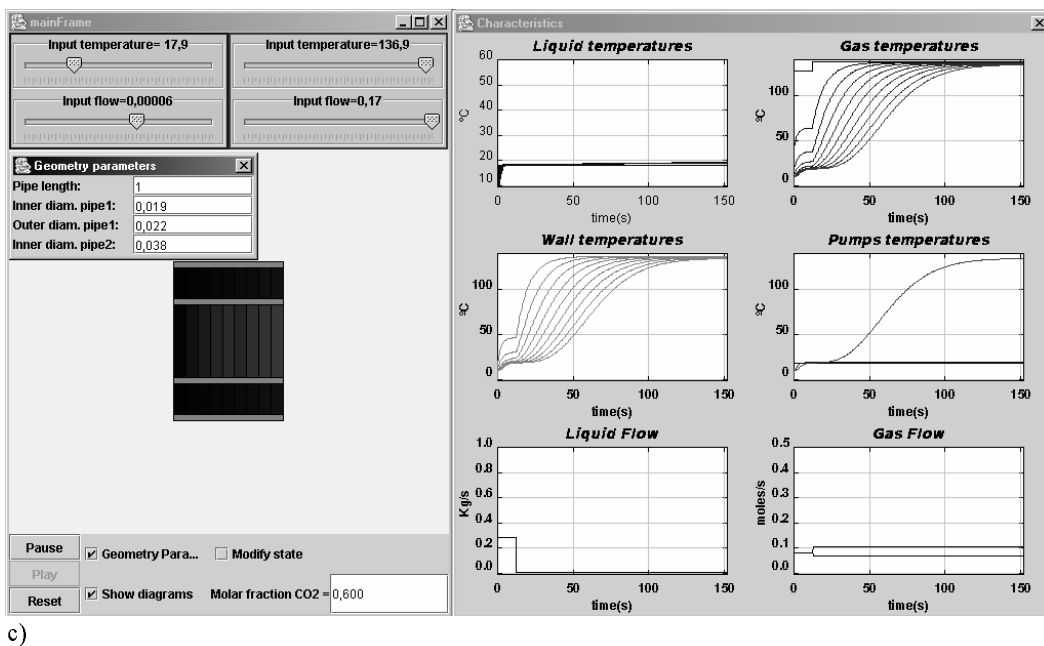 mainFrame
Input temperature= 17,9
Input temperature=136,9
Input flow=0,00006
Input flow=0,17
Geometry parameters
Pipe length: 1
Inner diam. pipe1: 0,019
Outer diam. pipe1: 0,022
Inner diam. pipe2: 0,038
Pause
Play
Reset
Geometry Para...
Modify state
Show diagrams
Molar fraction CO2 = 0,600
Characteristics
Liquid temperatures
60
50
40
30
20
10
ºC
0 50 100 150
time(s)
Gas temperatures
100
50
0
ºC
0 50 100 150
time(s)
Wall temperatures
100
50
0
ºC
0 50 100 150
time(s)
Pumps temperatures
100
50
0
ºC
0 50 100 150
time(s)
Liquid Flow
1.0
0.8
0.6
0.4
0.2
0.0
Kg/s
0 50 100 150
time(s)
Gas Flow
0.5
0.4
0.3
0.2
0.1
0.0
moles/s
0 50 100 150
time(s)
c)